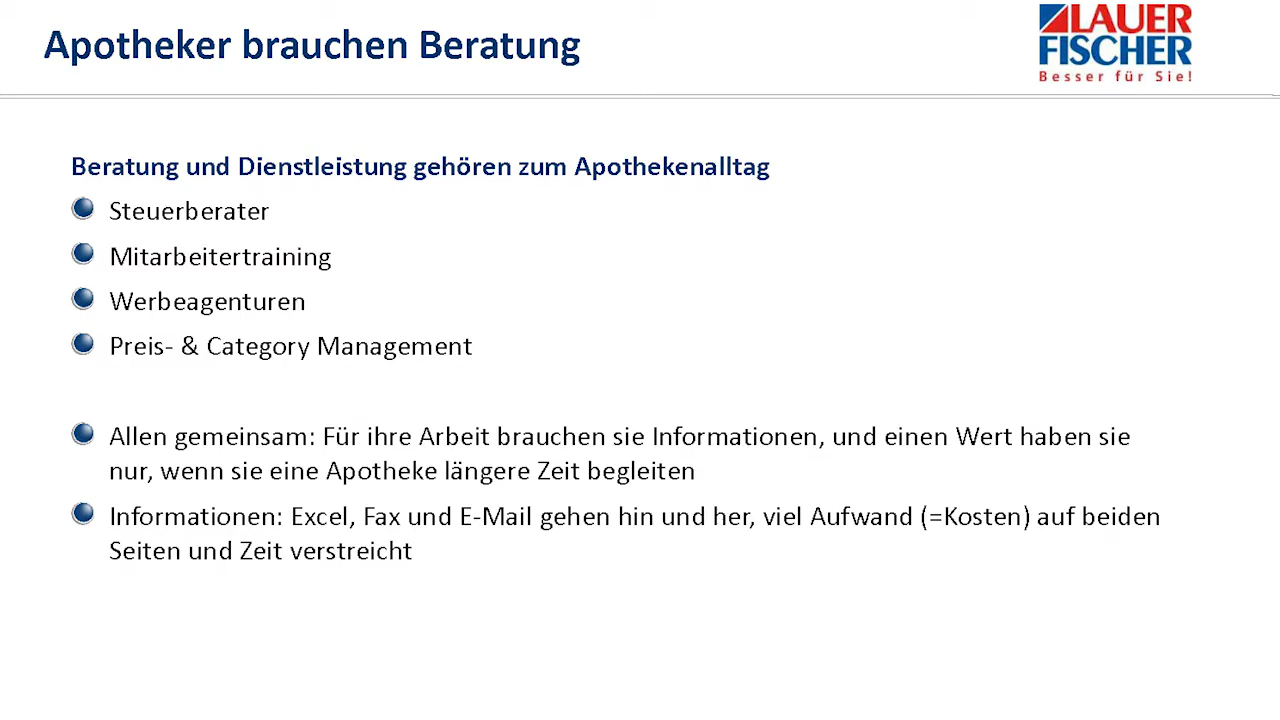 Apotheker brauchen Beratung
LAUER
FISCHER
Besser für Sie!
Beratung und Dienstleistung gehören zum Apothekenalltag
Steuerberater
Mitarbeitertraining
Werbeagenturen
Preis- & Category Management
Allen gemeinsam: Für ihre Arbeit brauchen sie Informationen, und einen Wert haben sie
nur, wenn sie eine Apotheke längere Zeit begleiten
Informationen: Excel, Fax und E-Mail gehen hin und her, viel Aufwand (=Kosten) auf beiden
Seiten und Zeit verstreicht